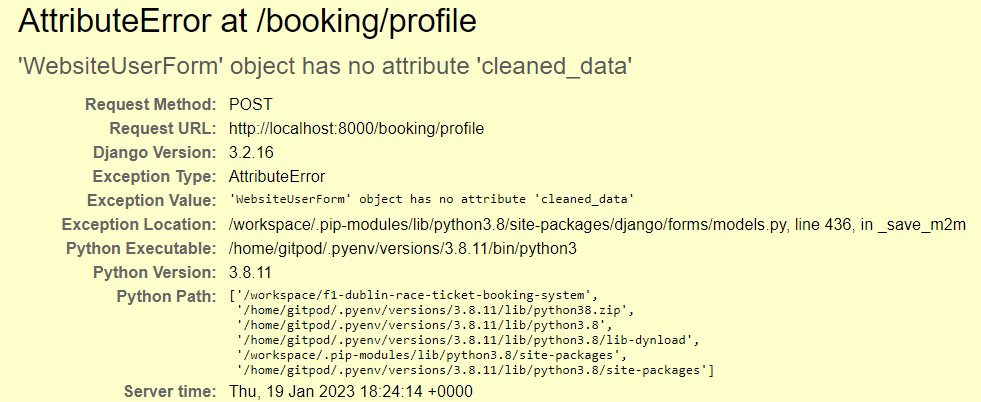 AttributeError at /booking/profile
'WebsiteUserForm' object has no attribute 'cleaned_data'
Request Method: POST
Request URL: http://localhost:8000/booking/profile
Django Version: 3.2.16
Exception Type: AttributeError
Exception Value: 'WebsiteUserForm' object has no attribute 'cleaned_data'
Exception Location: /workspace/.pip-modules/lib/python3.8/site-packages/django/forms/models.py, line 436, in _save_m2m
Python Executable: /home/gitpod/.pyenv/versions/3.8.11/bin/python3
Python Version: 3.8.11
Python Path: ['/workspace/f1-dublin-race-ticket-booking-system',
'/home/gitpod/.pyenv/versions/3.8.11/lib/python38.zip',
'/home/gitpod/.pyenv/versions/3.8.11/lib/python3.8',
'/home/gitpod/.pyenv/versions/3.8.11/lib/python3.8/lib-dynload',
'/workspace/.pip-modules/lib/python3.8/site-packages',
'/home/gitpod/.pyenv/versions/3.8.11/lib/python3.8/site-packages']
Server time: Thu, 19 Jan 2023 18:24:14 +0000